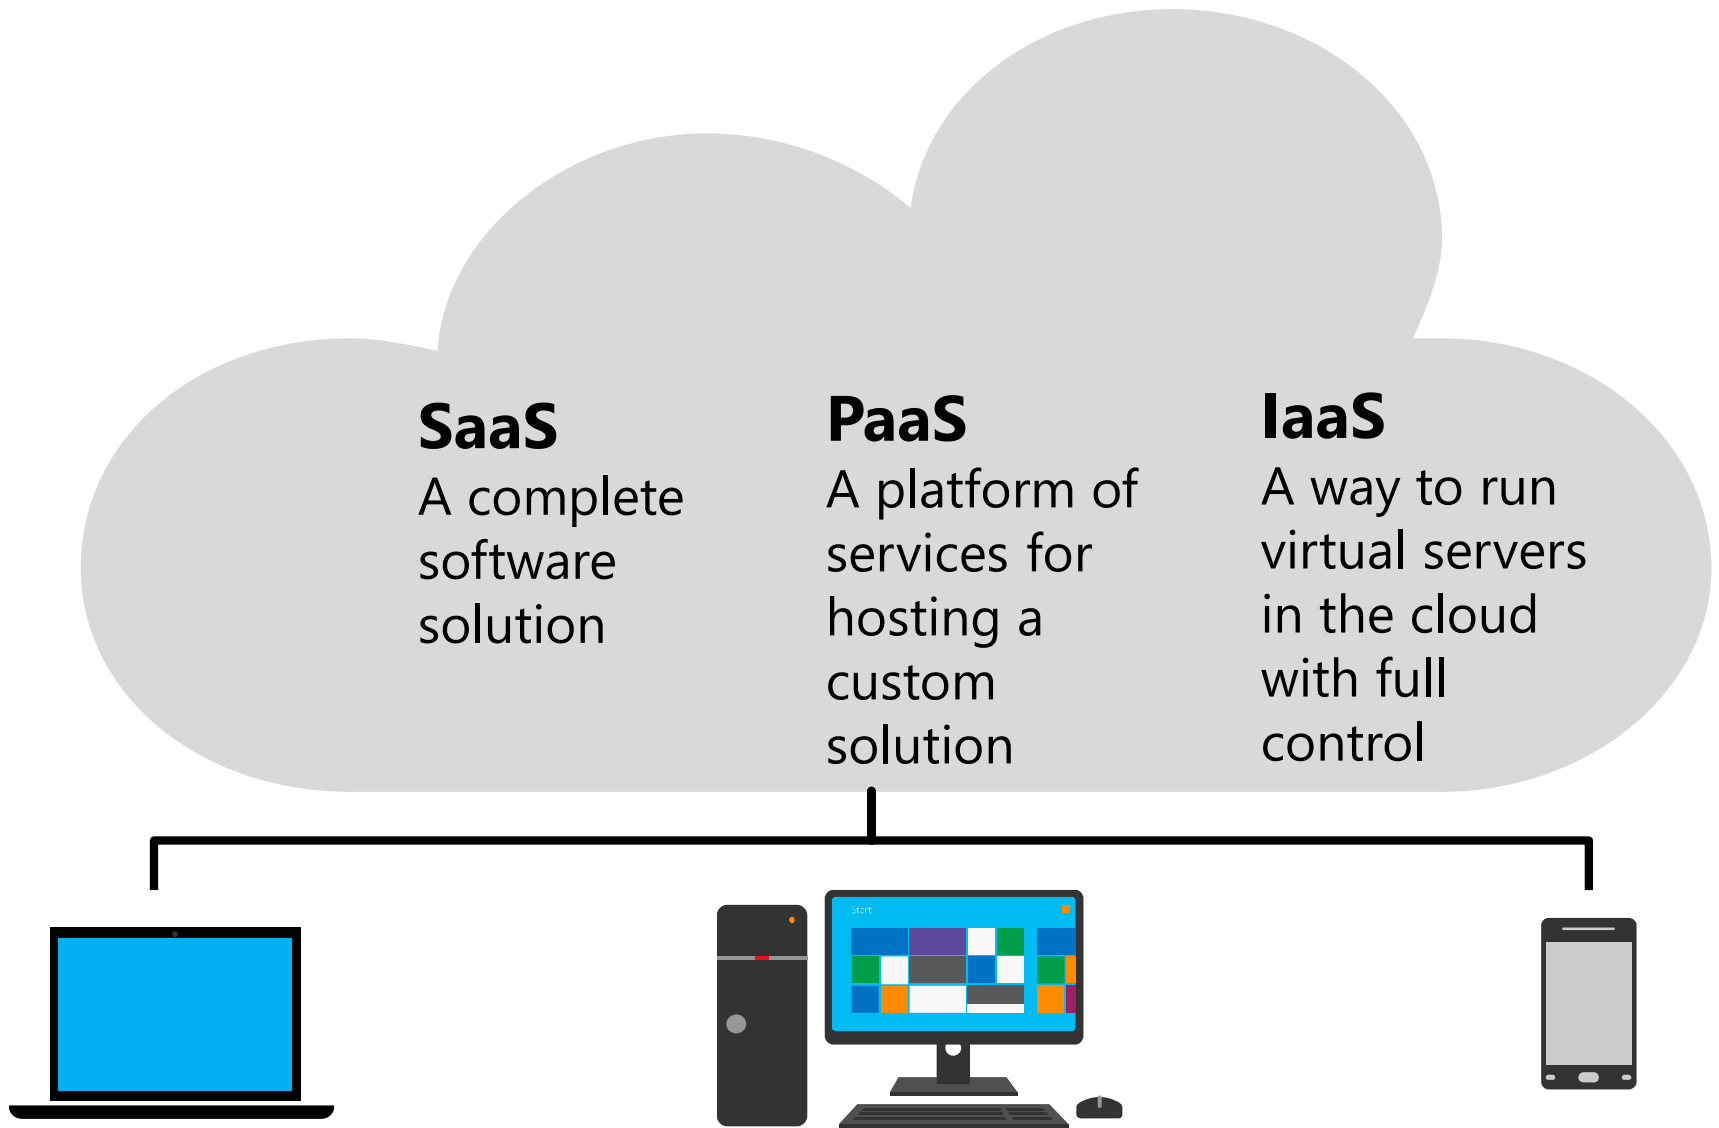 SaaS
A complete
software
solution
PaaS
A platform of
services for
hosting a
custom
solution
IaaS
A way to run
virtual servers
in the cloud
with full
control
Start